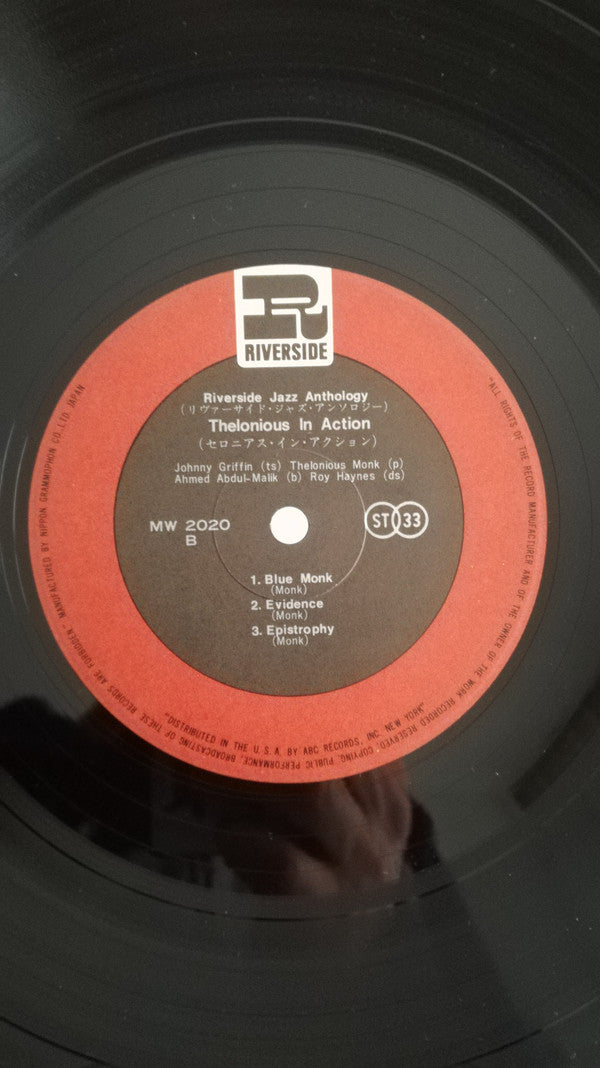 R
RIVERSIDE
Riverside Jazz Anthology
(リヴァーサイド・ジャズ・アンソロジー)
Thelonious In Action
(セロニアス・イン・アクション)
Johnny Griffin (ts) Thelonious Monk (p)
Ahmed Abdul-Malik (b) Roy Haynes (ds)
MW 2020
B
ST 33
1. Blue Monk
(Monk)
2. Evidence
(Monk)
3. Epistrophy
(Monk)
"ALL RIGHTS OF THE RECORD MANUFACTURER AND OF THE OWNER OF THE WORK RECORDED RESERVED, COPYING, PUBLIC PERFORMANCE, BROADCASTING OF THESE RECORDS ARE FORBIDDEN. MANUFACTURED BY NIPPON GRAMMOPHON CO., LTD. JAPAN
"DISTRIBUTED IN THE U.S.A. BY ABC RECORDS, INC. NEW YORK"